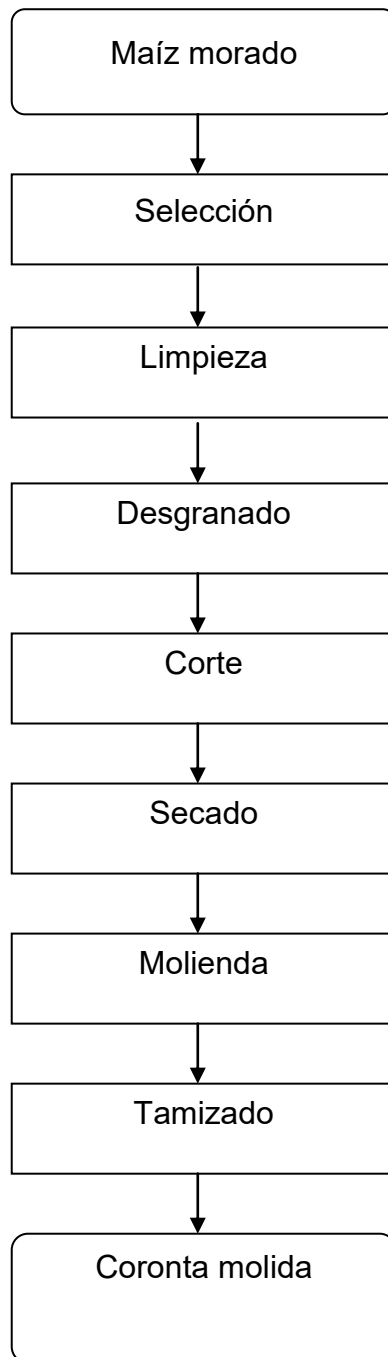 Maíz morado
Selección
Limpieza
Desgranado
Corte
Secado
Molienda
Tamizado
Coronta molida